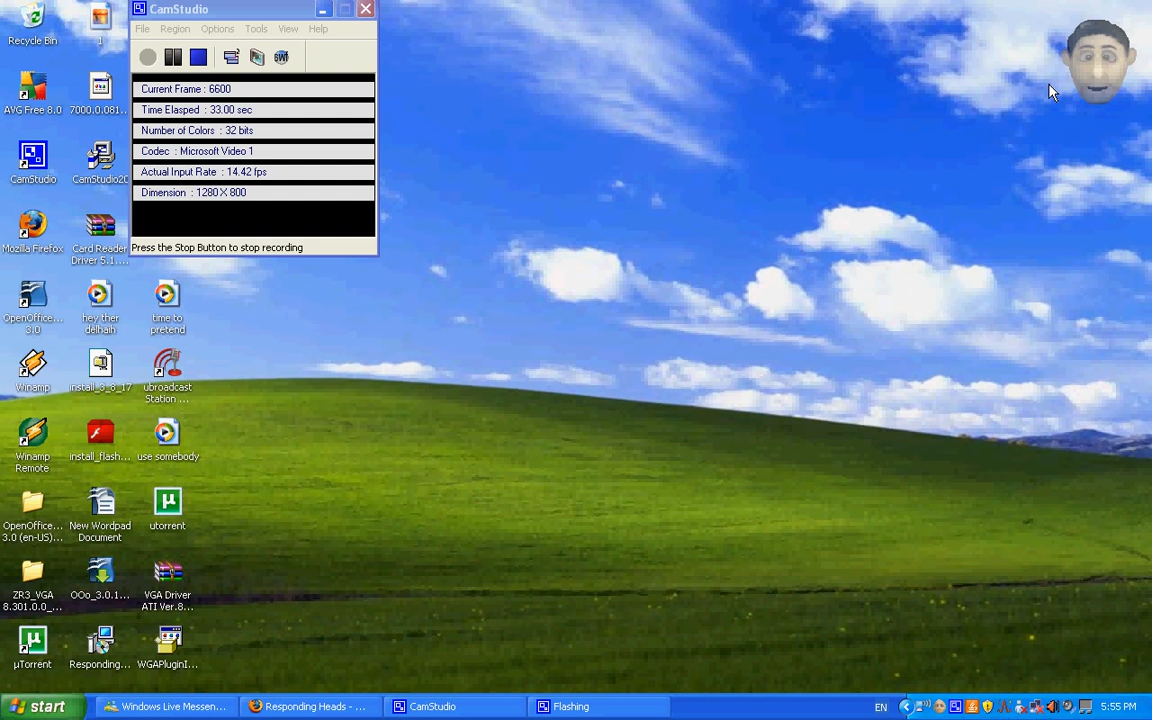 CamStudio
File Region Options Tools View Help
Current Frame : 6600
Time Elasped : 33.00 sec
Number of Colors : 32 bits
Codec : Microsoft Video 1
Actual Input Rate : 14.42 fps
Dimension : 1280 X 800
Press the Stop Button to stop recording
Recycle Bin
1
AVG Free 8.0
7000.0.081...
CamStudio
CamStudio20
Mozilla Firefox
Card Reader
Driver 5.1....
OpenOffice...
3.0
hey ther
delhaih
time to
pretend
Winamp
install_3_8_17
ubroadcast
Station ...
Winamp
Remote
install_flash...
use somebody
OpenOffice...
3.0 (en-US)...
New Wordpad
Document
utorrent
ZR3_VGA
8.301.0.0_...
OOo_3.0.1...
VGA Driver
ATI Ver.8...
µTorrent
Responding...
WGAPluginI...
start
Windows Live Messen...
Responding Heads - ...
CamStudio
Flashing
EN
5:55 PM